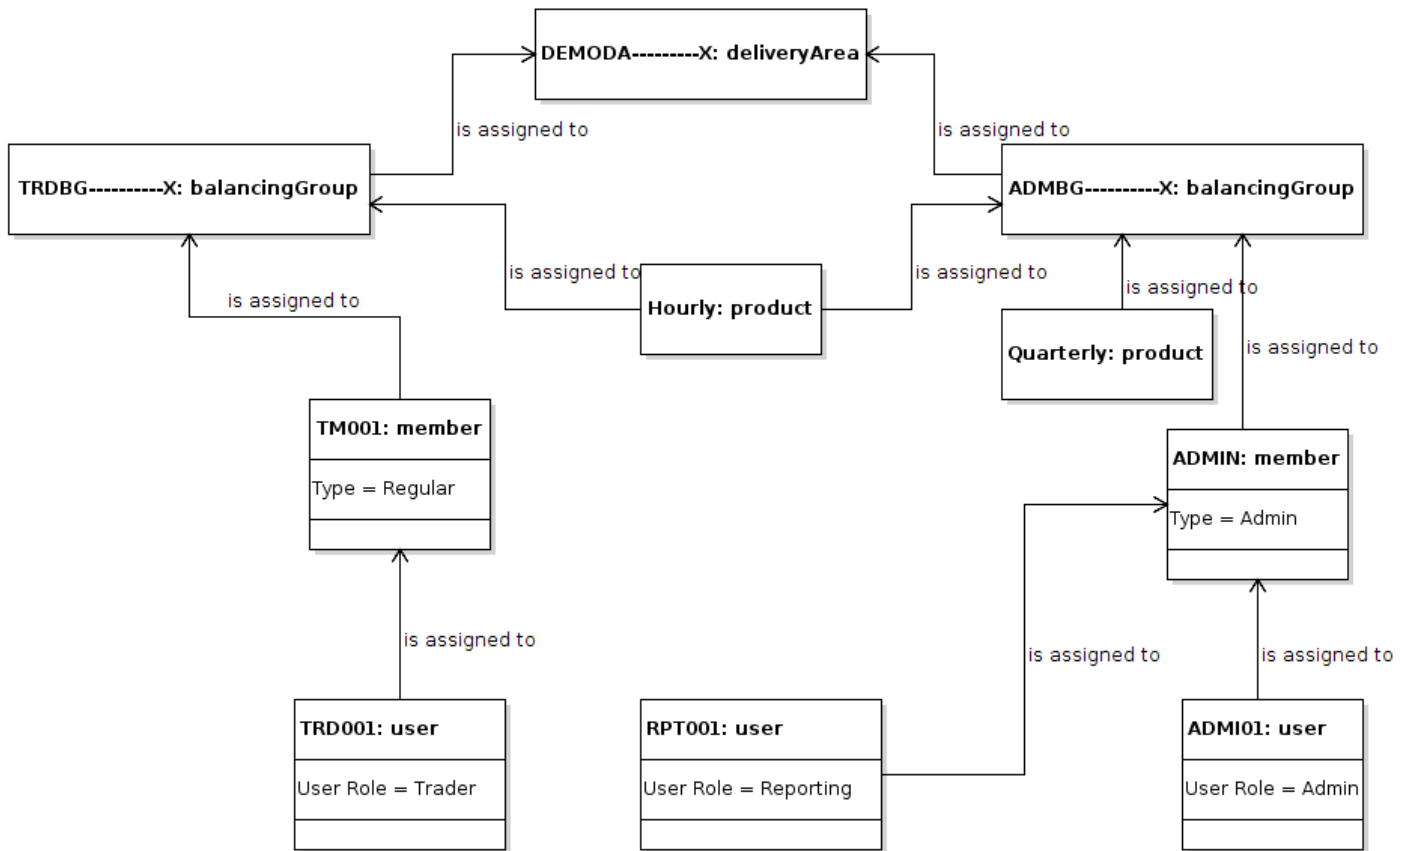 DEMODA---------X: deliveryArea
is assigned to
is assigned to
TRDBG----------X: balancingGroup
ADMBG----------X: balancingGroup
is assigned to
is assigned to
is assigned to
is assigned to
Hourly: product
Quarterly: product
is assigned to
TM001: member
Type = Regular
ADMIN: member
Type = Admin
is assigned to
is assigned to
is assigned to
TRD001: user
User Role = Trader
RPT001: user
User Role = Reporting
ADMI01: user
User Role = Admin